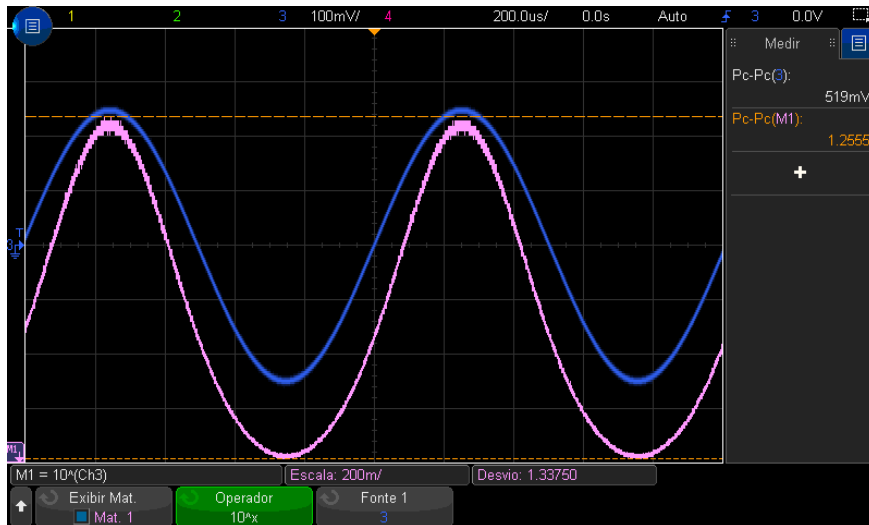 1 2 3 100mV/ 4 200.0us/ 0.0s Auto 3 0.0V
Medir
Pc-Pc(3):
519mV
Pc-Pc(M1):
1.2555
+
T
3
M1
M1 = 10^(Ch3) Escala: 200m/ Desvio: 1.33750
Exibir Mat. Operador Fonte 1
Mat. 1 10^x 3